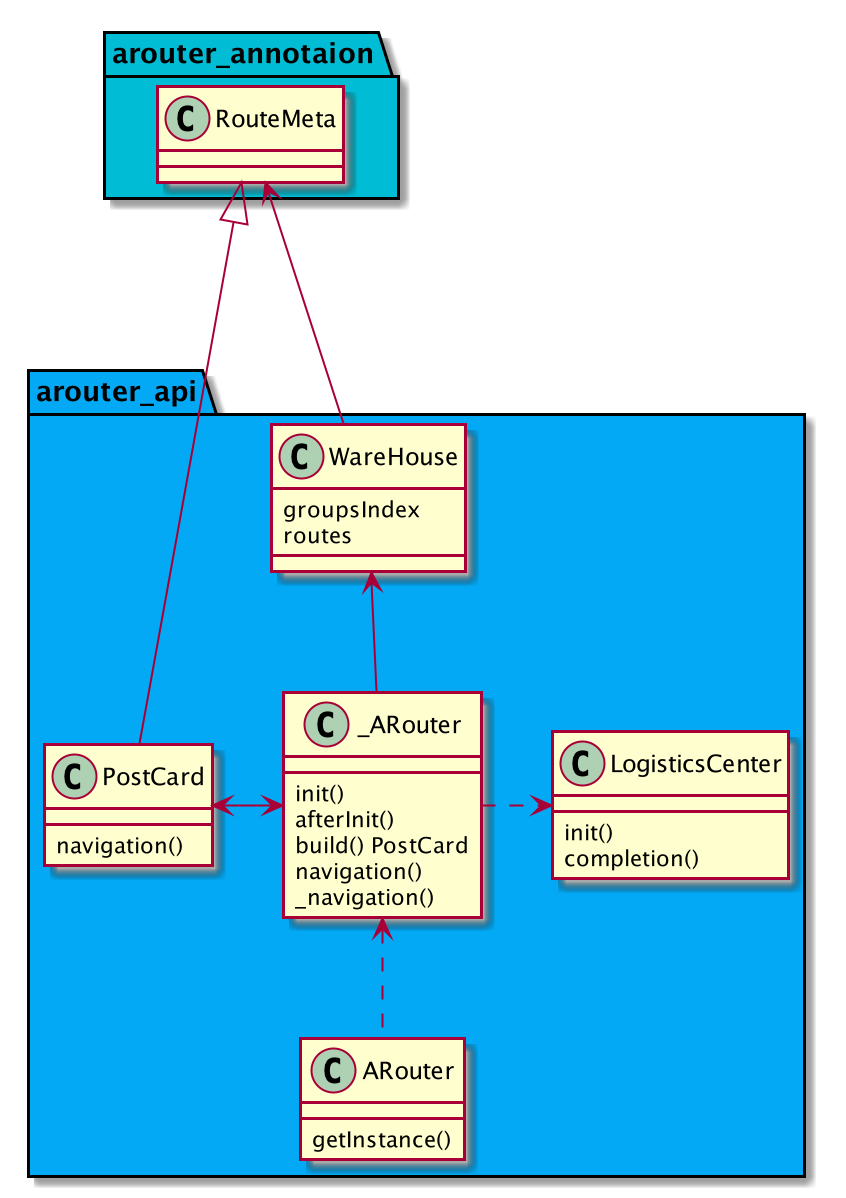 arouter_annotaion
C RouteMeta
arouter_api
C WareHouse
groupsIndex
routes
C _ARouter
init()
afterInit()
build() PostCard
navigation()
_navigation()
C PostCard
navigation()
C LogisticsCenter
init()
completion()
C ARouter
getInstance()